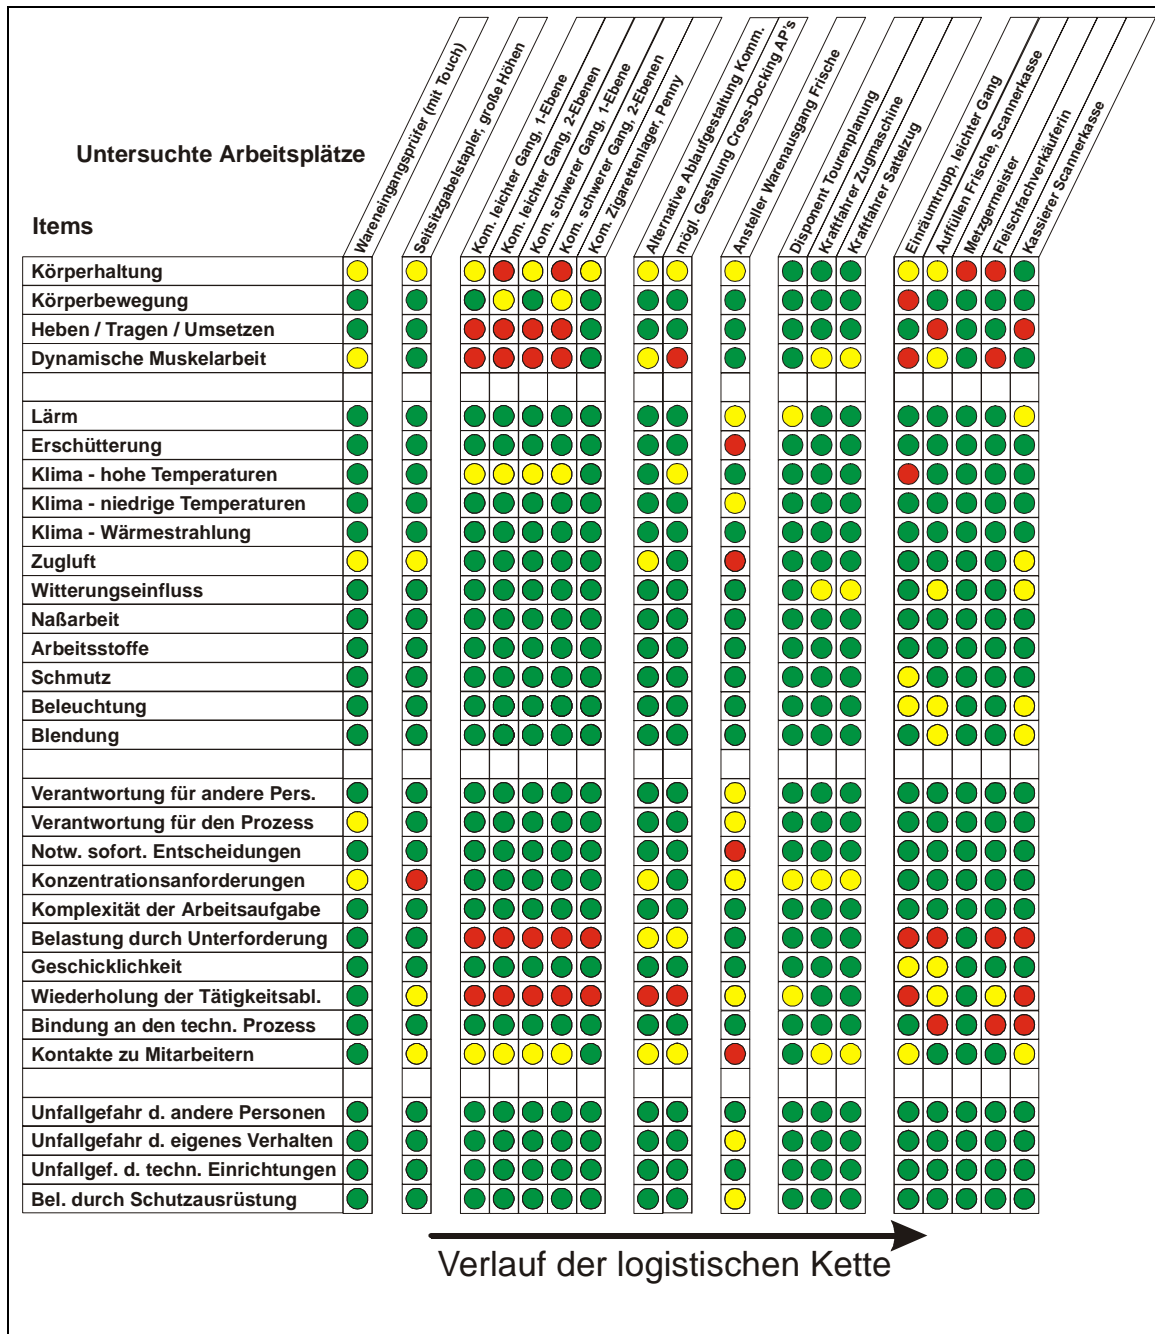 Untersuchte Arbeitsplätze
Items
Wareneingangsprüfer (mit Touch)
Seitsitzgabelstapler, große Höhen
Kom. leichter Gang, 1-Ebene
Kom. leichter Gang, 2-Ebenen
Kom. schwerer Gang, 1-Ebene
Kom. schwerer Gang, 2-Ebenen
Kom. Zigarettenlager, Penny
Alternative Ablaufgestaltung Komm.
mögl. Gestalung Cross-Docking AP's
Ansteller Warenausgang Frische
Disponent Tourenplanung
Kraftfahrer Zugmaschine
Kraftfahrer Sattelzug
Einräumtrupp, leichter Gang
Auffüllen Frische, Scannerkasse
Metzgermeister
Fleischfachverkäuferin
Kassierer Scannerkasse
Körperhaltung
Körperbewegung
Heben / Tragen / Umsetzen
Dynamische Muskelarbeit
Lärm
Erschütterung
Klima - hohe Temperaturen
Klima - niedrige Temperaturen
Klima - Wärmestrahlung
Zugluft
Witterungseinfluss
Naßarbeit
Arbeitsstoffe
Schmutz
Beleuchtung
Blendung
Verantwortung für andere Pers.
Verantwortung für den Prozess
Notw. sofort. Entscheidungen
Konzentrationsanforderungen
Komplexität der Arbeitsaufgabe
Belastung durch Unterforderung
Geschicklichkeit
Wiederholung der Tätigkeitsabl.
Bindung an den techn. Prozess
Kontakte zu Mitarbeitern
Unfallgefahr d. andere Personen
Unfallgefahr d. eigenes Verhalten
Unfallgef. d. techn. Einrichtungen
Bel. durch Schutzausrüstung
Verlauf der logistischen Kette